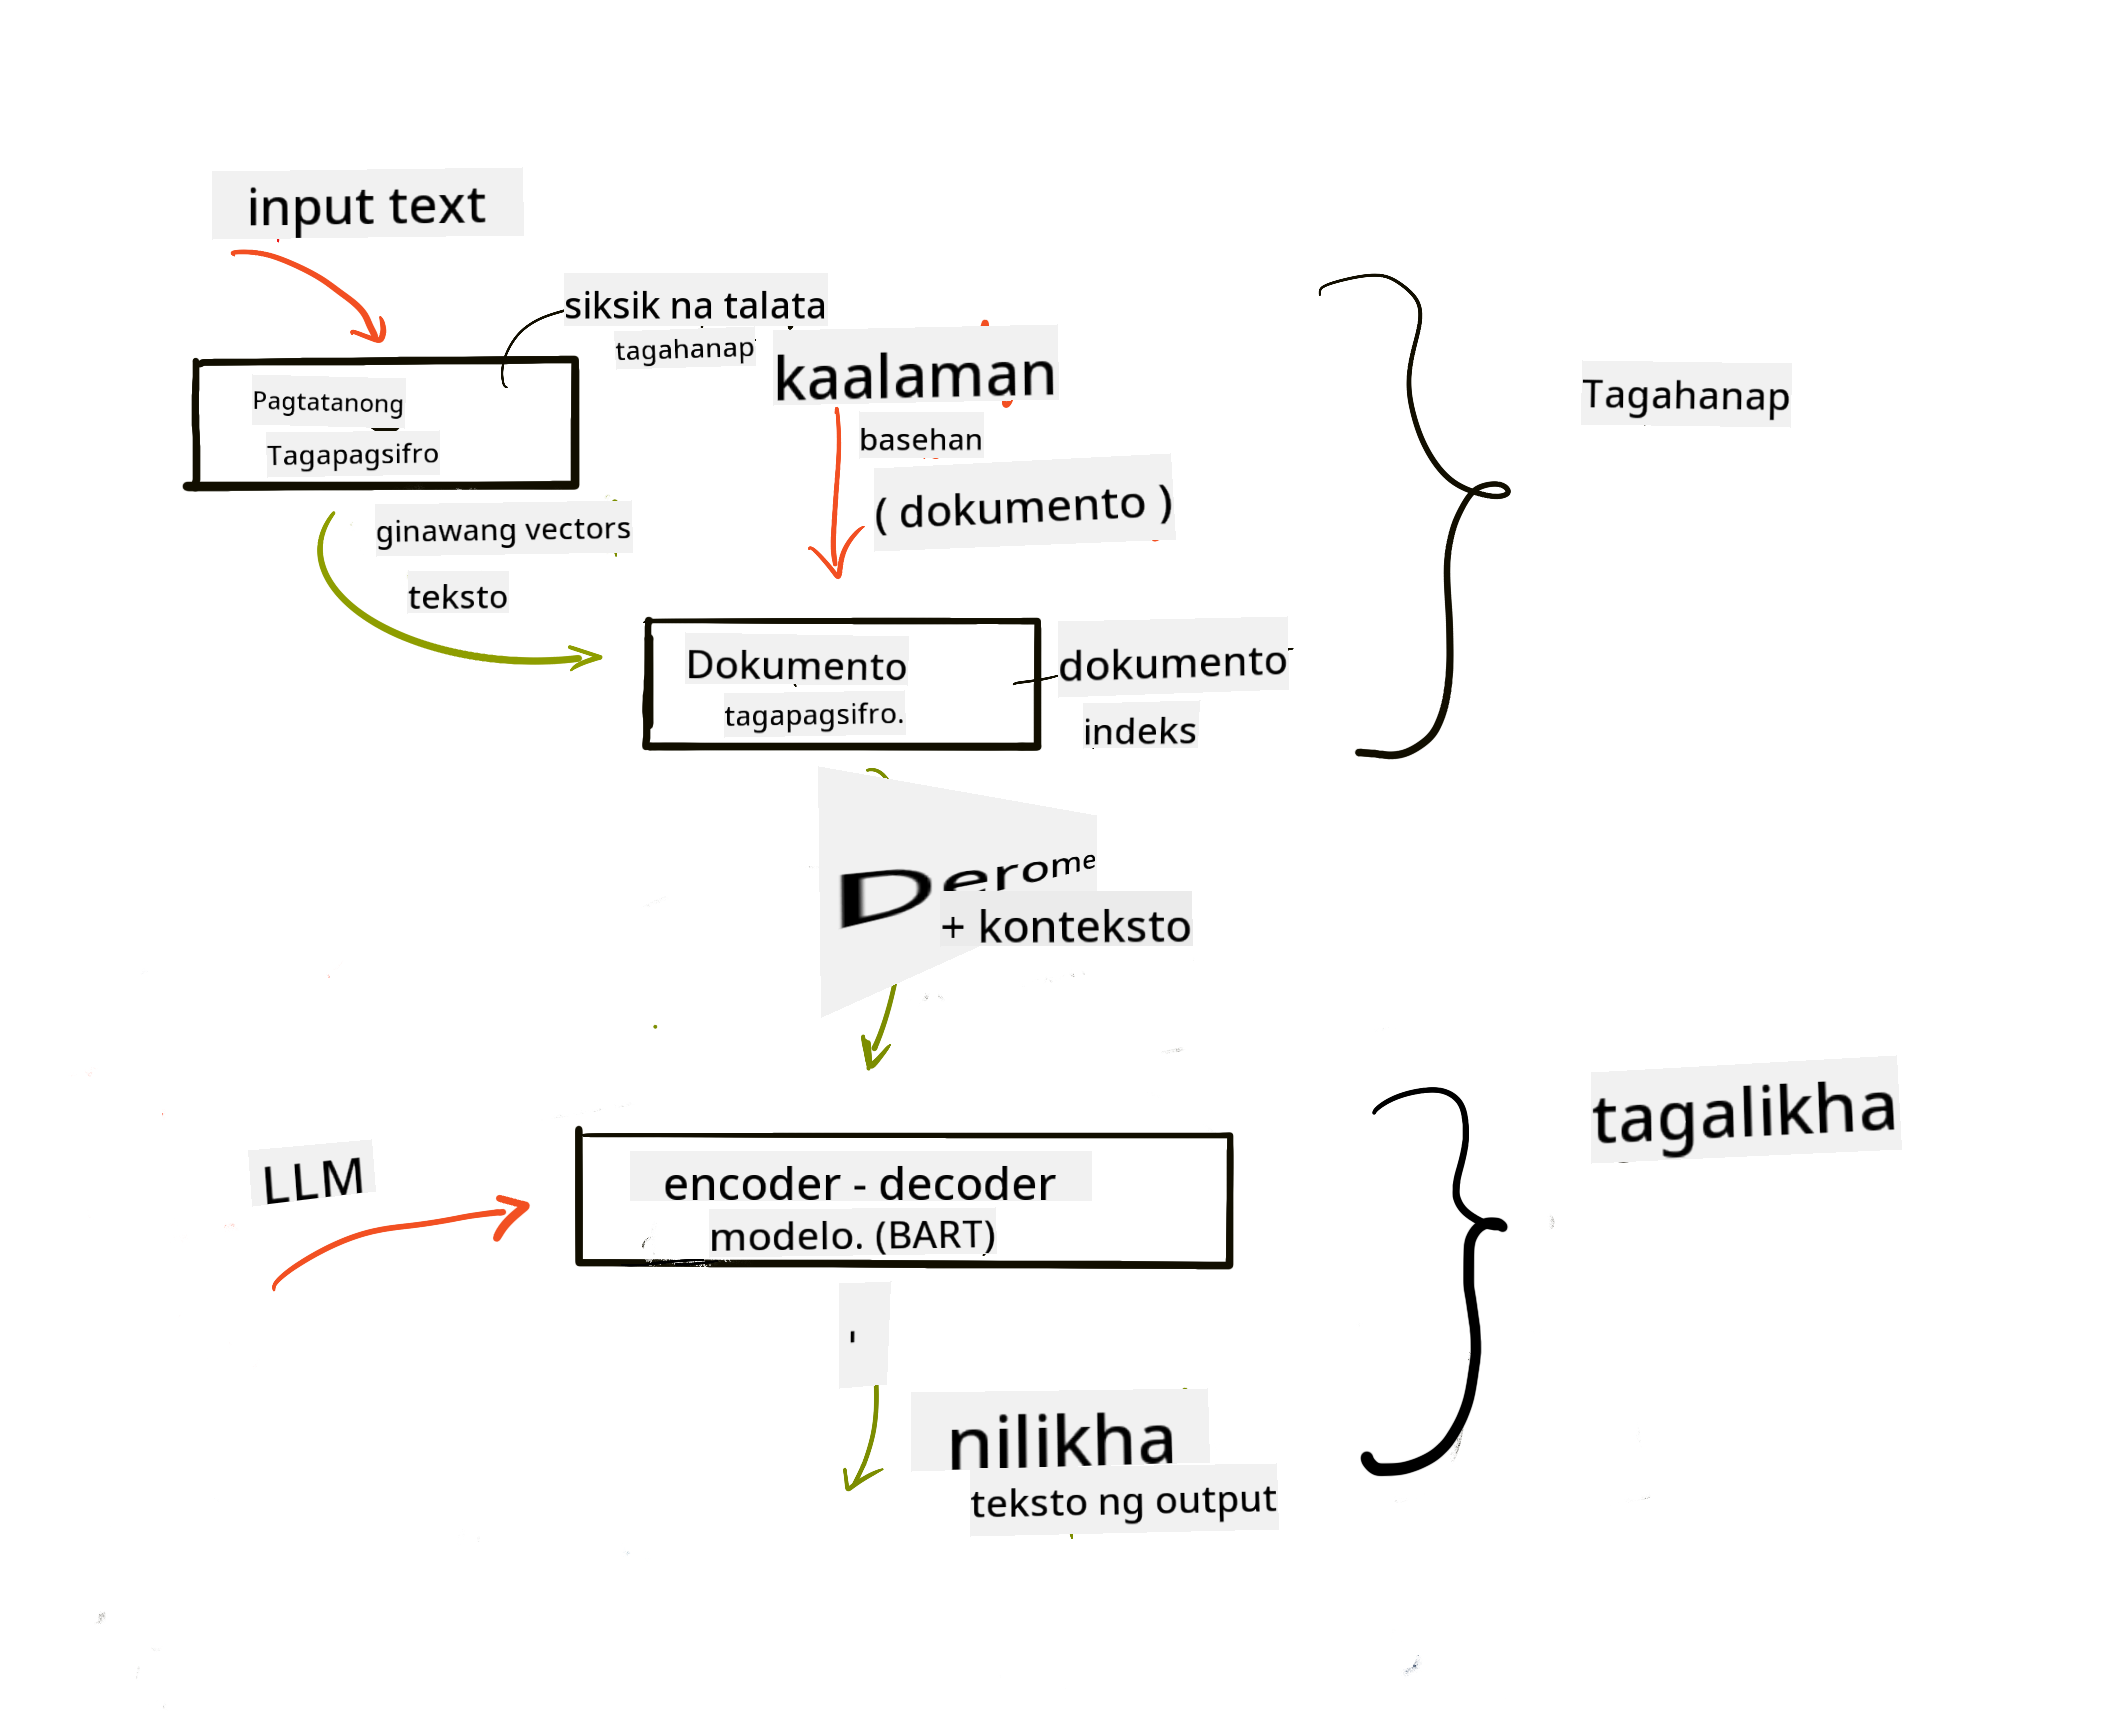 input text
siksik na talata
tagahanap
Pagtatanong
Tagapagsifro
kaalaman
basehan
( dokumento )
Tagahanap
ginawang vectors
teksto
Dokumento
tagapagsifro.
dokumento
indeks
Derome
+ konteksto
LLM
encoder - decoder
modelo. (BART)
tagalikha
'
nilikha
teksto ng output